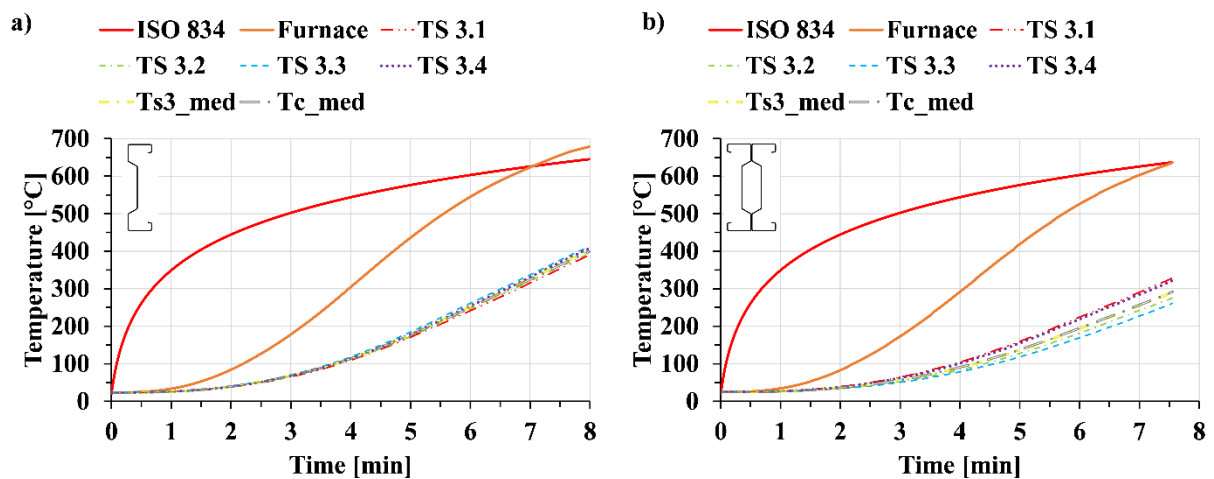 a)
ISO 834 Furnace TS 3.1
TS 3.2 TS 3.3 TS 3.4
Ts3_med Tc_med
Temperature [°C]
700
600
500
400
300
200
100
0
0 1 2 3 4 5 6 7 8
Time [min]
b)
ISO 834 Furnace TS 3.1
TS 3.2 TS 3.3 TS 3.4
Ts3_med Tc_med
Temperature [°C]
700
600
500
400
300
200
100
0
0 1 2 3 4 5 6 7 8
Time [min]